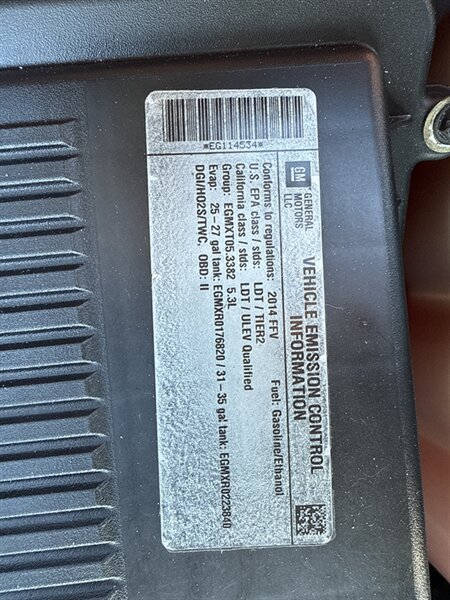 *EG114534*
GM
GENERAL
MOTORS
LLC
VEHICLE EMISSION CONTROL
INFORMATION
Conforms to regulations: 2014 FFV Fuel: Gasoline/Ethanol
U.S. EPA class / stds: LDT / TIER2
California class / stds: LDT / ULEV Qualified
Group: EGMXT05.3382 5.3L
Evap: 25 - 27 gal tank: EGMXR0176820 / 31 - 35 gal tank: EGMXR0223840
DGI/HO2S/TWC, OBD: II